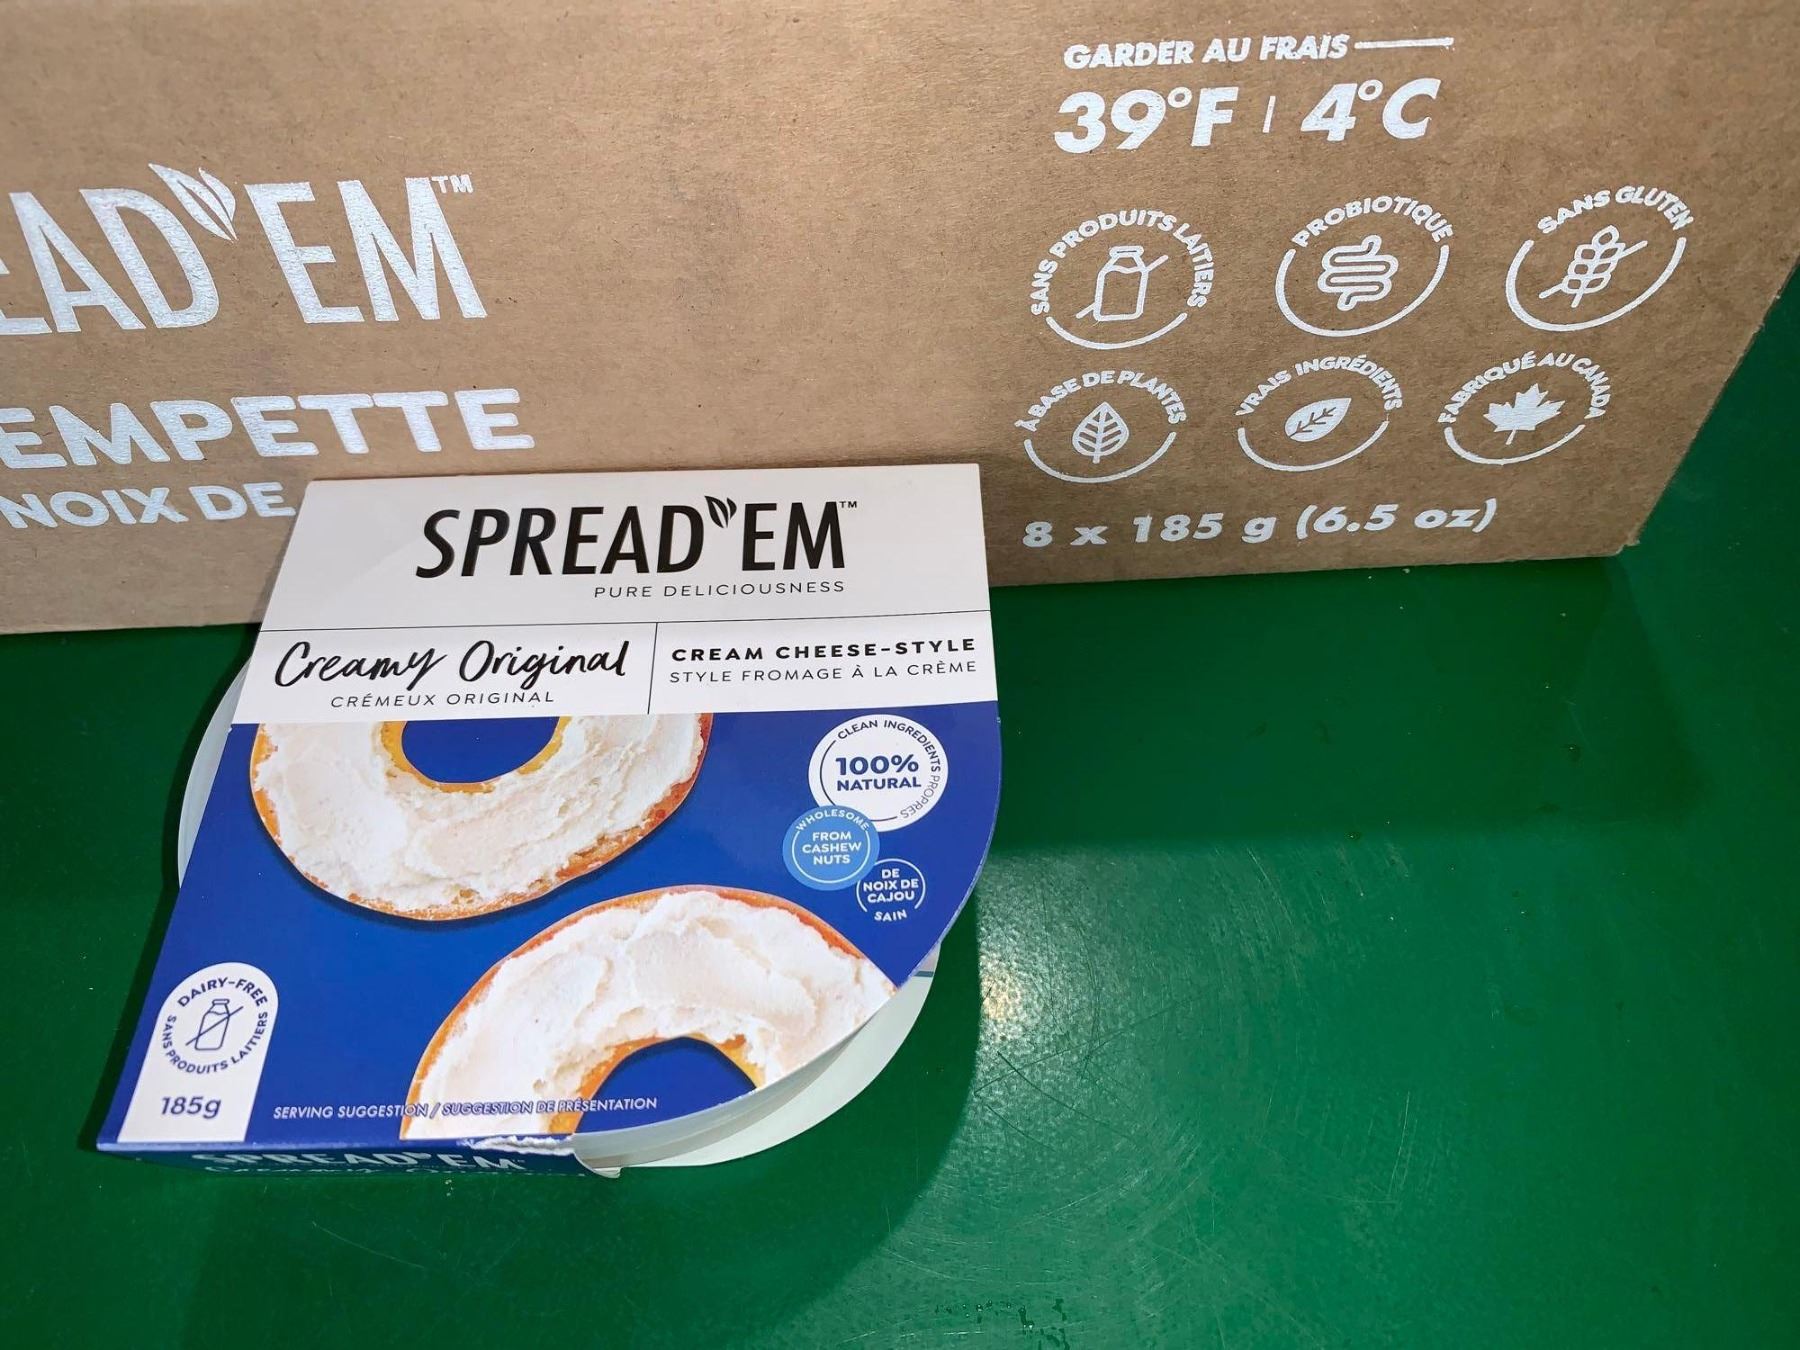 GARDER AU FRAIS
39°F | 4°C
EAD'EM™
EMPETTE
NOIX DE
SANS PRODUITS LAITIERS
PROBIOTIQUE
SANS GLUTEN
À BASE DE PLANTES
VRAIS INGRÉDIENTS
FABRIQUÉ AU CANADA
8 x 185 g (6.5 oz)
SPREAD'EM™
PURE DELICIOUSNESS
Creamy Original
CRÉMEUX ORIGINAL
CREAM CHEESE-STYLE
STYLE FROMAGE À LA CRÈME
CLEAN INGREDIENTS PROPRES
100%
NATURAL
WHOLESOME
FROM
CASHEW
NUTS
DE
NOIX DE
CAJOU
SAIN
DAIRY-FREE
SANS PRODUITS LAITIERS
185g
SERVING SUGGESTION / SUGGESTION DE PRÉSENTATION
SPREAD'EM™